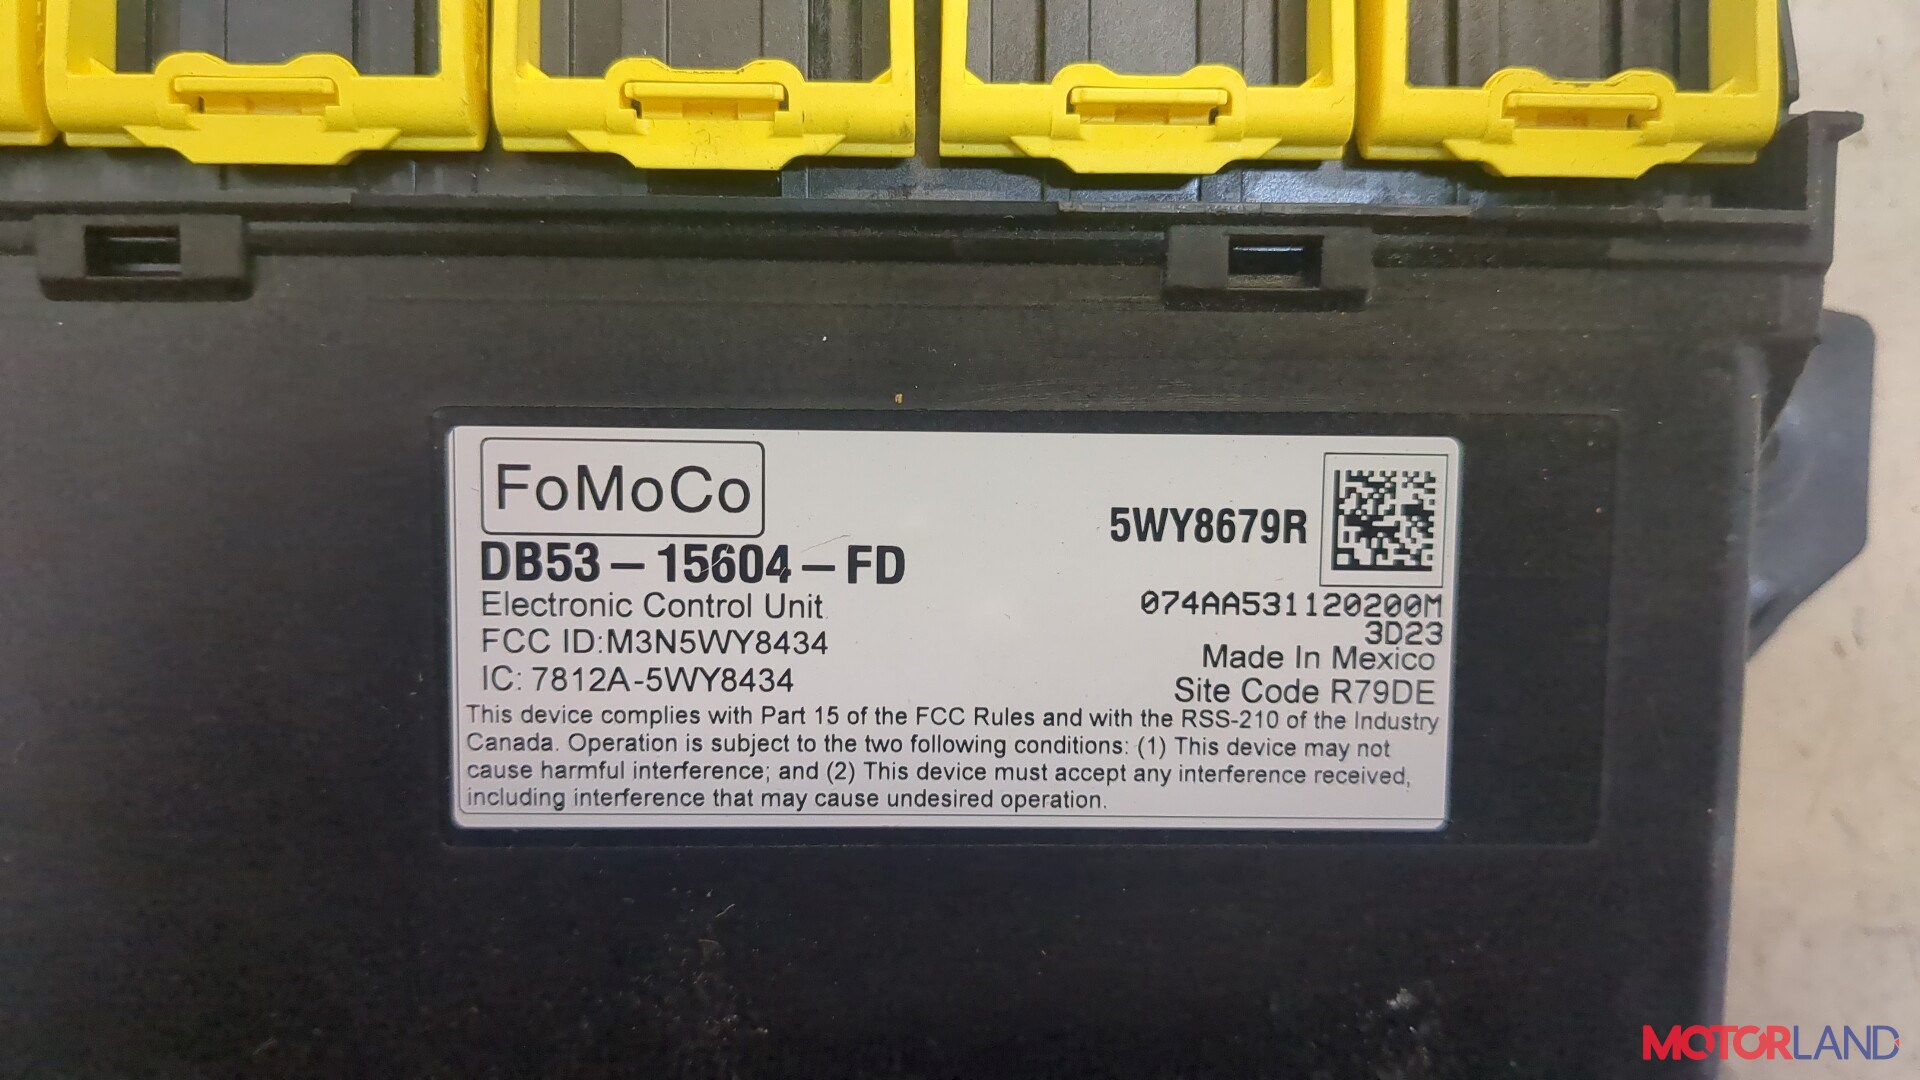 FoMoCo
DB53-15604-FD
Electronic Control Unit
FCC ID:M3N5WY8434
IC: 7812A-5WY8434
5WY8679R
074AA531120200M
3D23
Made In Mexico
Site Code R79DE
This device complies with Part 15 of the FCC Rules and with the RSS-210 of the Industry
Canada. Operation is subject to the two following conditions: (1) This device may not
cause harmful interference; and (2) This device must accept any interference received,
including interference that may cause undesired operation.
MOTORLAND